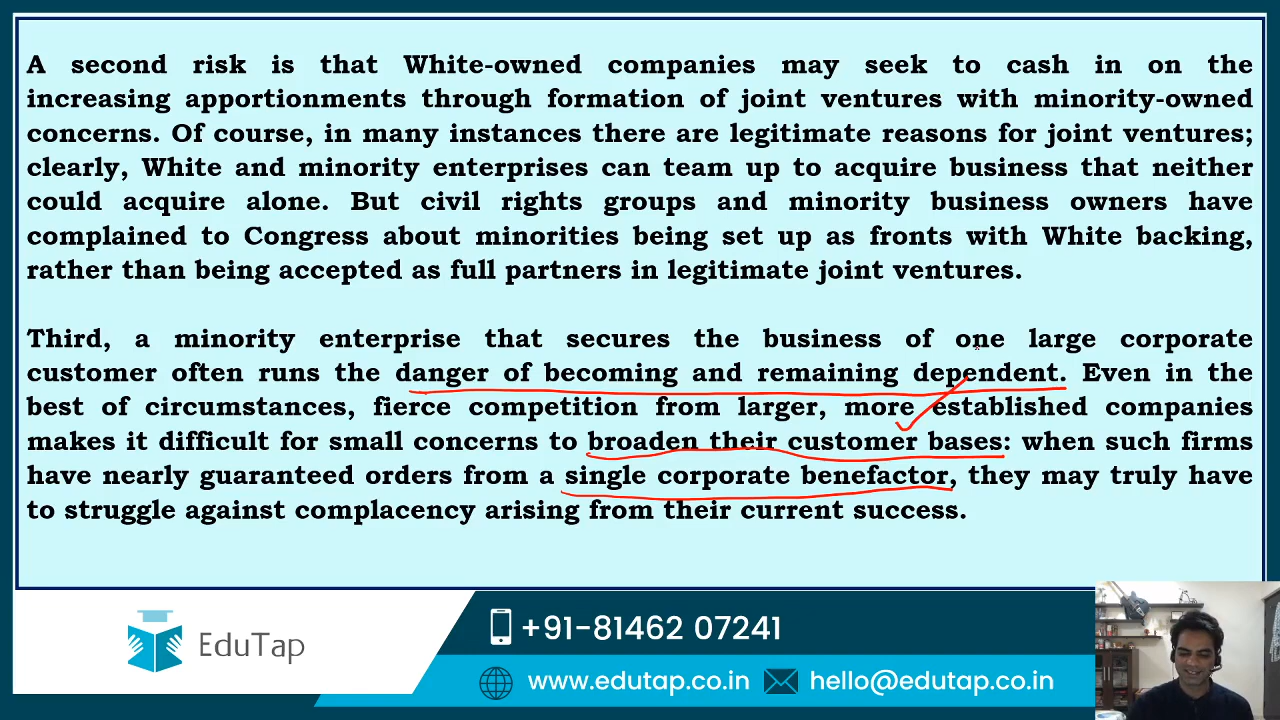 A second risk is that White-owned companies may seek to cash in on the
increasing apportionments through formation of joint ventures with minority-owned
concerns. Of course, in many instances there are legitimate reasons for joint ventures;
clearly, White and minority enterprises can team up to acquire business that neither
could acquire alone. But civil rights groups and minority business owners have
complained to Congress about minorities being set up as fronts with White backing,
rather than being accepted as full partners in legitimate joint ventures.
Third, a minority enterprise that secures the business of one large corporate
customer often runs the danger of becoming and remaining dependent. Even in the
best of circumstances, fierce competition from larger, more established companies
makes it difficult for small concerns to broaden their customer bases: when such firms
have nearly guaranteed orders from a single corporate benefactor, they may truly have
to struggle against complacency arising from their current success.
EduTap
+91-81462 07241
www.edutap.co.in
hello@edutap.co.in